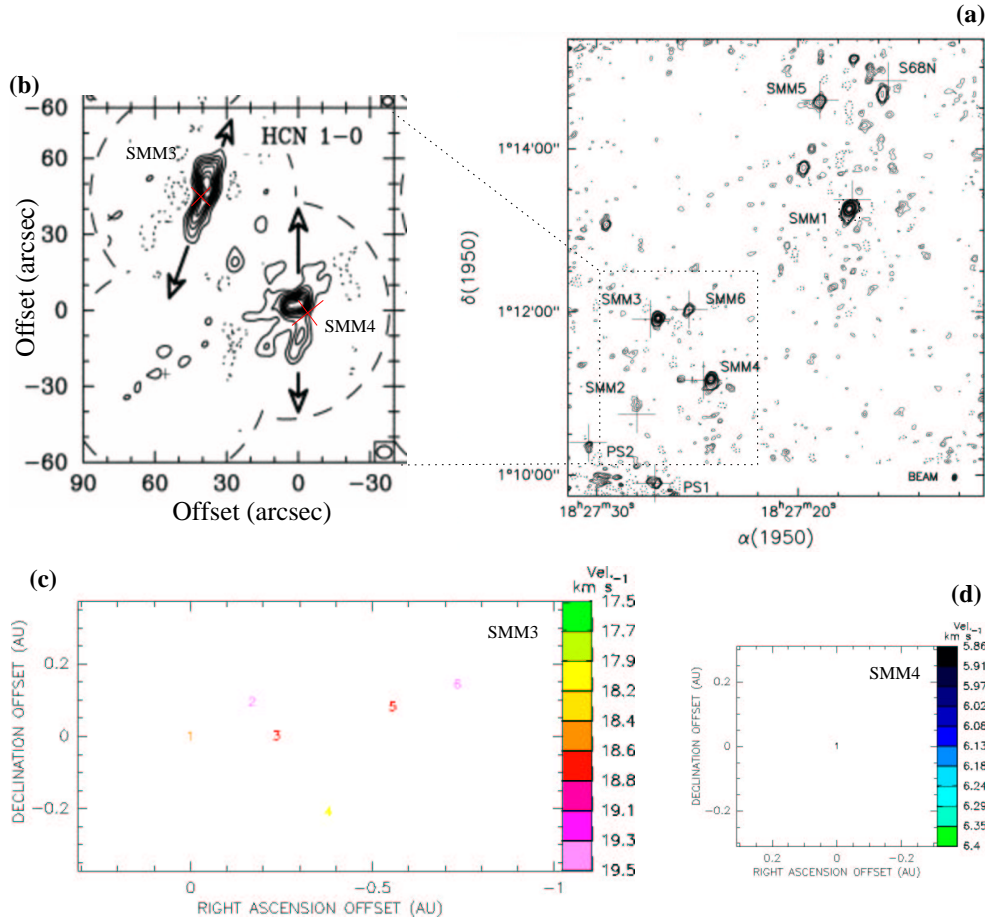 (a)
S68N
SMM5
1°14'00"
SMM1
δ(1950)
SMM3
SMM6
1°12'00"
SMM4
SMM2
PS2
1°10'00"
PS1
BEAM
18ʰ27ᵐ30ˢ
18ʰ27ᵐ20ˢ
α(1950)
(b)
−60
HCN 1−0
SMM3
60
30
0
SMM4
−30
−60
90
60
30
0
−30
Offset (arcsec)
Offset (arcsec)
(c)
Vel.
km s⁻¹
SMM3
17.5
17.7
17.9
18.2
18.4
18.6
18.8
19.1
19.3
19.5
0.2
0
−0.2
DECLINATION OFFSET (AU)
1
2
3
4
5
6
0
−0.5
−1
RIGHT ASCENSION OFFSET (AU)
(d)
Vel.
km s⁻¹
SMM4
5.86
5.91
5.97
6.02
6.07
6.13
6.18
6.24
6.29
6.35
6.4
0.2
0
−0.2
DECLINATION OFFSET (AU)
1
0.2
0
−0.2
RIGHT ASCENSION OFFSET (AU)